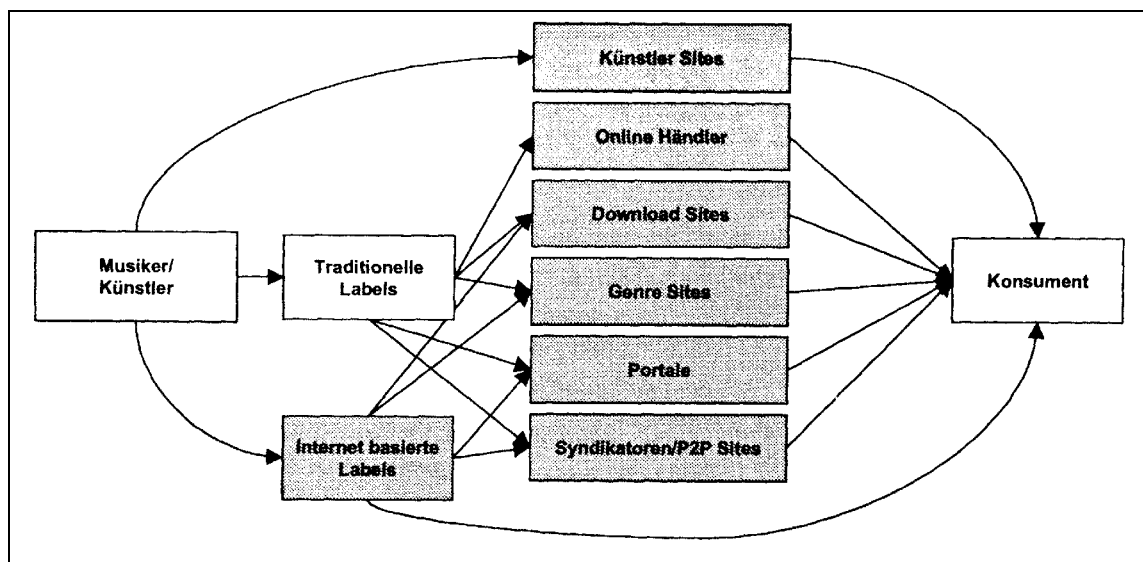 Künstler Sites
Online Händler
Download Sites
Musiker/
Künstler
Traditionelle
Labels
Genre Sites
Konsument
Portale
Internet basierte
Labels
Syndikatoren/P2P Sites